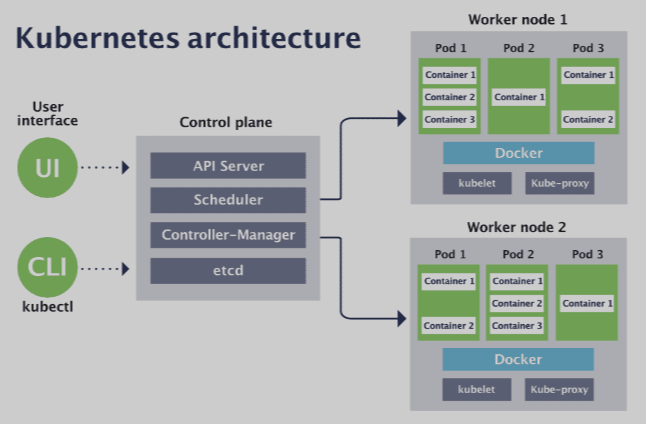 Kubernetes architecture
User
interface
UI
CLI
kubectl
Control plane
API Server
Scheduler
Controller-Manager
etcd
Worker node 1
Pod 1 Pod 2 Pod 3
Container 1
Container 2
Container 3
Container 1
Container 1
Container 2
Docker
kubelet Kube-proxy
Worker node 2
Pod 1 Pod 2 Pod 3
Container 1
Container 2
Container 1
Container 2
Container 3
Container 1
Docker
kubelet Kube-proxy